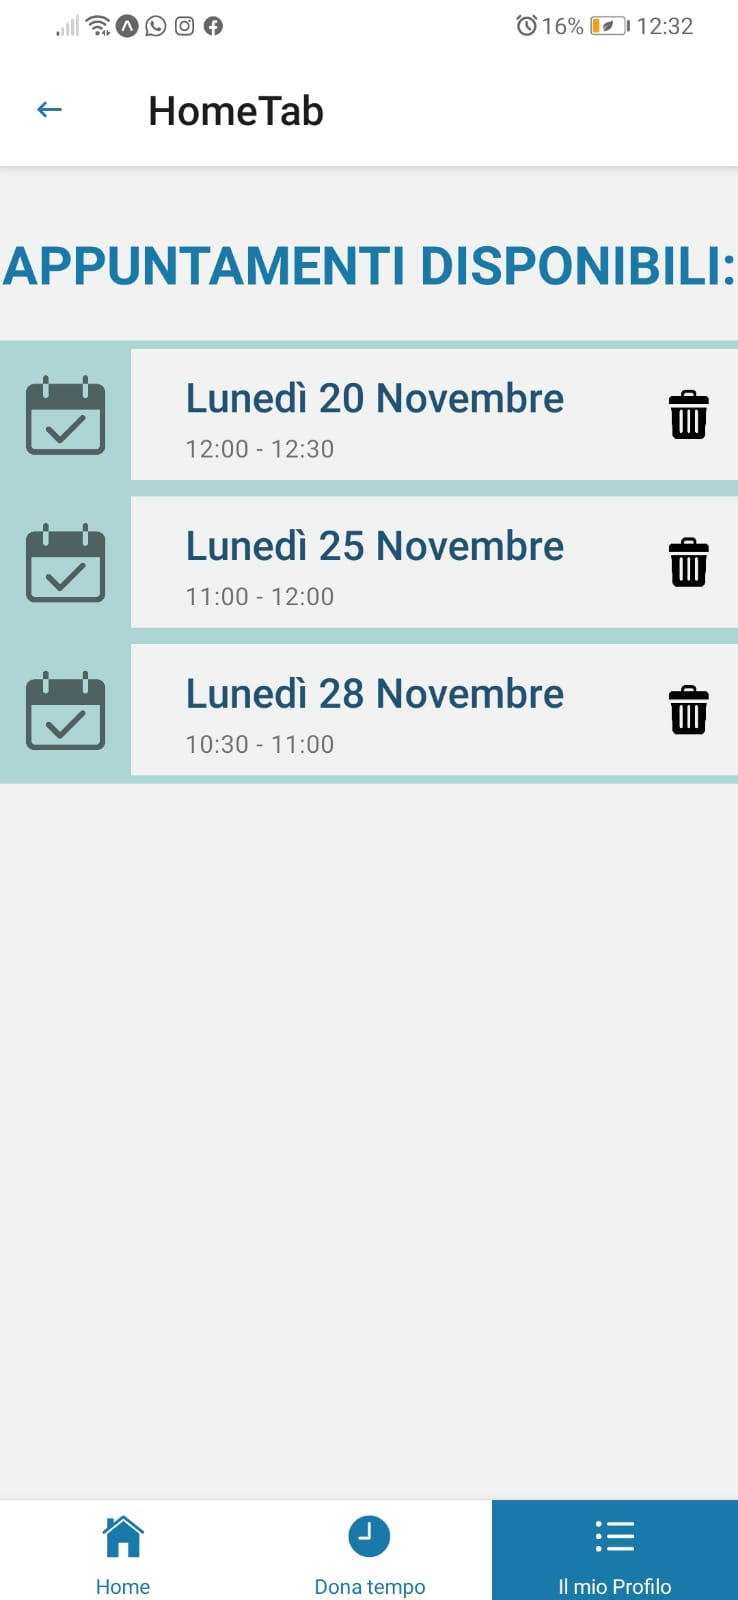 16% 12:32
HomeTab
APPUNTAMENTI DISPONIBILI:
Lunedì 20 Novembre
12:00 - 12:30
Lunedì 25 Novembre
11:00 - 12:00
Lunedì 28 Novembre
10:30 - 11:00
Home Dona tempo Il mio Profilo